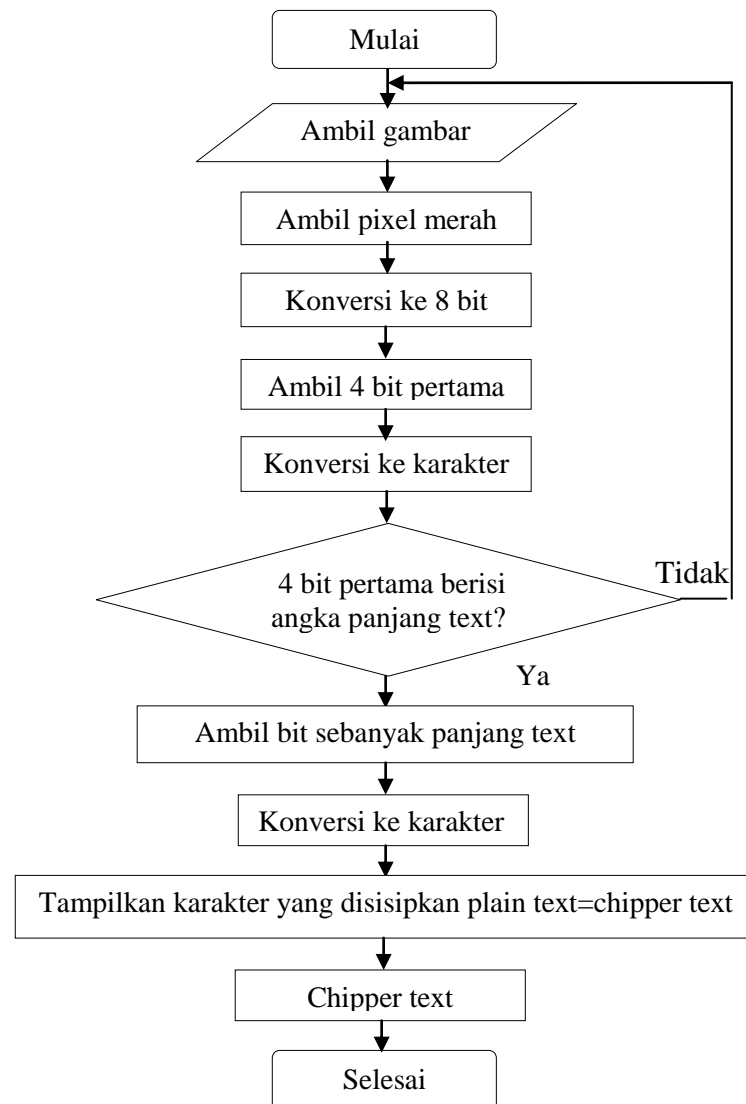 Mulai
Ambil gambar
Ambil pixel merah
Konversi ke 8 bit
Ambil 4 bit pertama
Konversi ke karakter
Tidak
4 bit pertama berisi
angka panjang text?
Ya
Ambil bit sebanyak panjang text
Konversi ke karakter
Tampilkan karakter yang disisipkan plain text=chipper text
Chipper text
Selesai